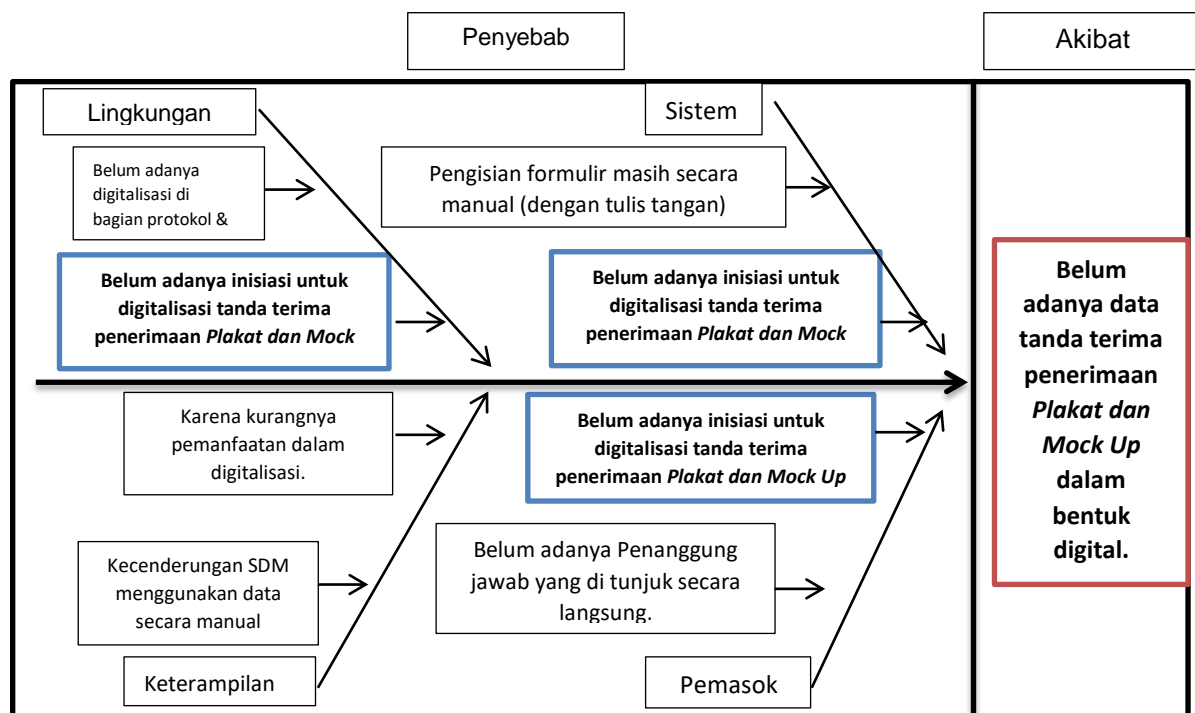 Penyebab
Akibat
Lingkungan
Sistem
Belum adanya
digitalisasi di
bagian protokol &
Pengisian formulir masih secara
manual (dengan tulis tangan)
Belum adanya inisiasi untuk
digitalisasi tanda terima
penerimaan Plakat dan Mock
Belum adanya inisiasi untuk
digitalisasi tanda terima
penerimaan Plakat dan Mock
Belum
adanya data
tanda terima
penerimaan
Plakat dan
Mock Up
dalam
bentuk
digital.
Karena kurangnya
pemanfaatan dalam
digitalisasi.
Belum adanya inisiasi untuk
digitalisasi tanda terima
penerimaan Plakat dan Mock Up
Kecenderungan SDM
menggunakan data
secara manual
Belum adanya Penanggung
jawab yang di tunjuk secara
langsung.
Keterampilan
Pemasok